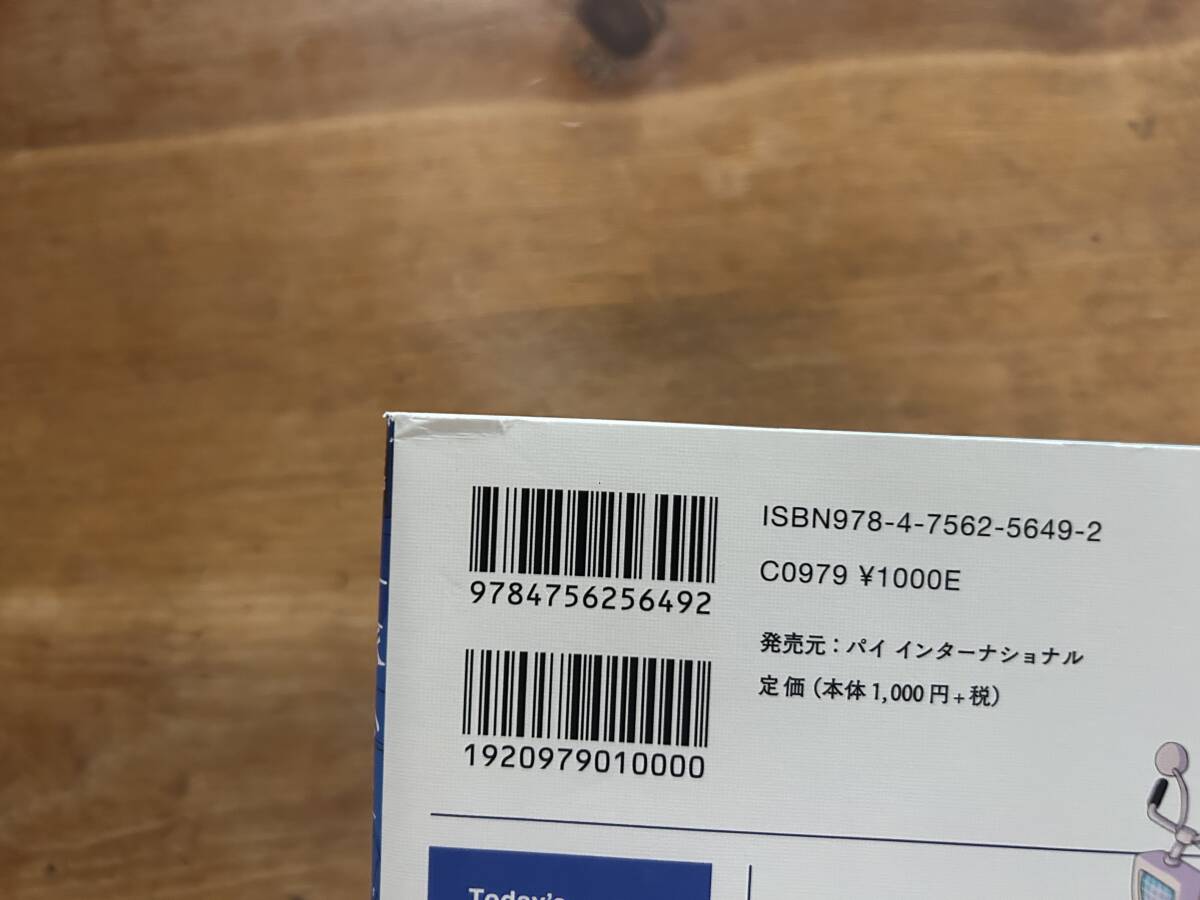 ISBN978-4-7562-5649-2
C0979 ¥1000E
9784756256492
発売元：パイ インターナショナル
定価（本体1,000円+税）
1920979010000
Today's